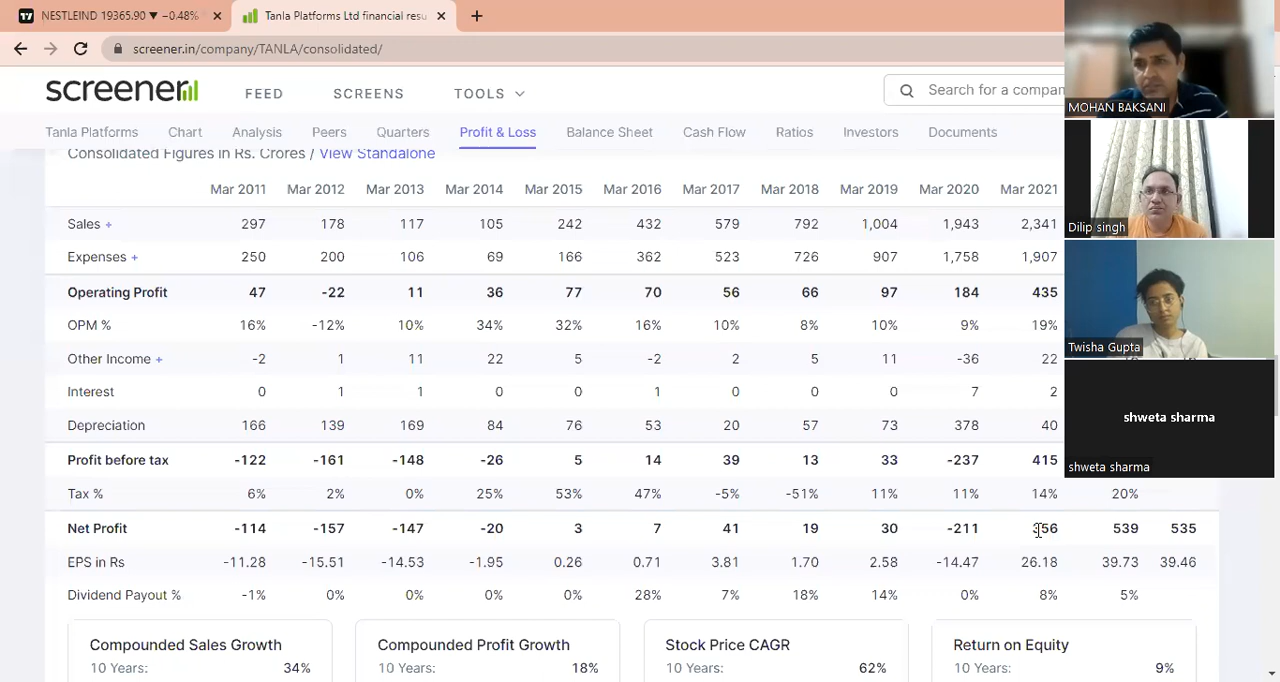 NESTLEIND 19365.90 ▼ −0.48% × Tanla Platforms Ltd financial resu × +
screener.in/company/TANLA/consolidated/
screener FEED SCREENS TOOLS Search for a compan
Tanla Platforms Chart Analysis Peers Quarters Profit & Loss Balance Sheet Cash Flow Ratios Investors Documents
Consolidated Figures in Rs. Crores / View Standalone
Mar 2011 Mar 2012 Mar 2013 Mar 2014 Mar 2015 Mar 2016 Mar 2017 Mar 2018 Mar 2019 Mar 2020 Mar 2021
Sales + 297 178 117 105 242 432 579 792 1,004 1,943 2,341
Expenses + 250 200 106 69 166 362 523 726 907 1,758 1,907
Operating Profit 47 -22 11 36 77 70 56 66 97 184 435
OPM % 16% -12% 10% 34% 32% 16% 10% 8% 10% 9% 19%
Other Income + -2 1 11 22 5 -2 2 5 11 -36 22
Interest 0 1 1 0 0 1 0 0 0 7 2
Depreciation 166 139 169 84 76 53 20 57 73 378 40
Profit before tax -122 -161 -148 -26 5 14 39 13 33 -237 415
Tax % 6% 2% 0% 25% 53% 47% -5% -51% 11% 11% 14% 20%
Net Profit -114 -157 -147 -20 3 7 41 19 30 -211 356 539 535
EPS in Rs -11.28 -15.51 -14.53 -1.95 0.26 0.71 3.81 1.70 2.58 -14.47 26.18 39.73 39.46
Dividend Payout % -1% 0% 0% 0% 0% 28% 7% 18% 14% 0% 8% 5%
Compounded Sales Growth
10 Years: 34%
Compounded Profit Growth
10 Years: 18%
Stock Price CAGR
10 Years: 62%
Return on Equity
10 Years: 9%
MOHAN BAKSANI
Dilip singh
Twisha Gupta
shweta sharma
shweta sharma